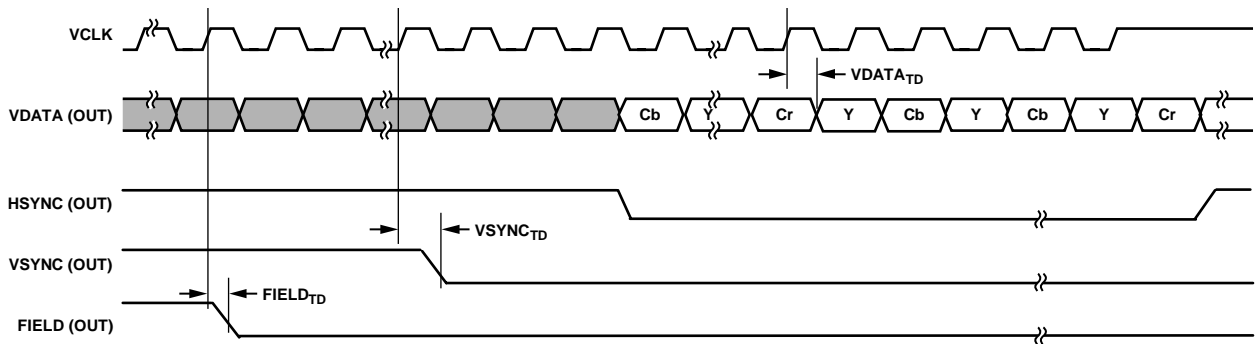 VCLK
VDATA_TD
VDATA (OUT)
Cb Y Cr Y Cb Y Cb Y Cr
HSYNC (OUT)
VSYNC_TD
VSYNC (OUT)
FIELD_TD
FIELD (OUT)